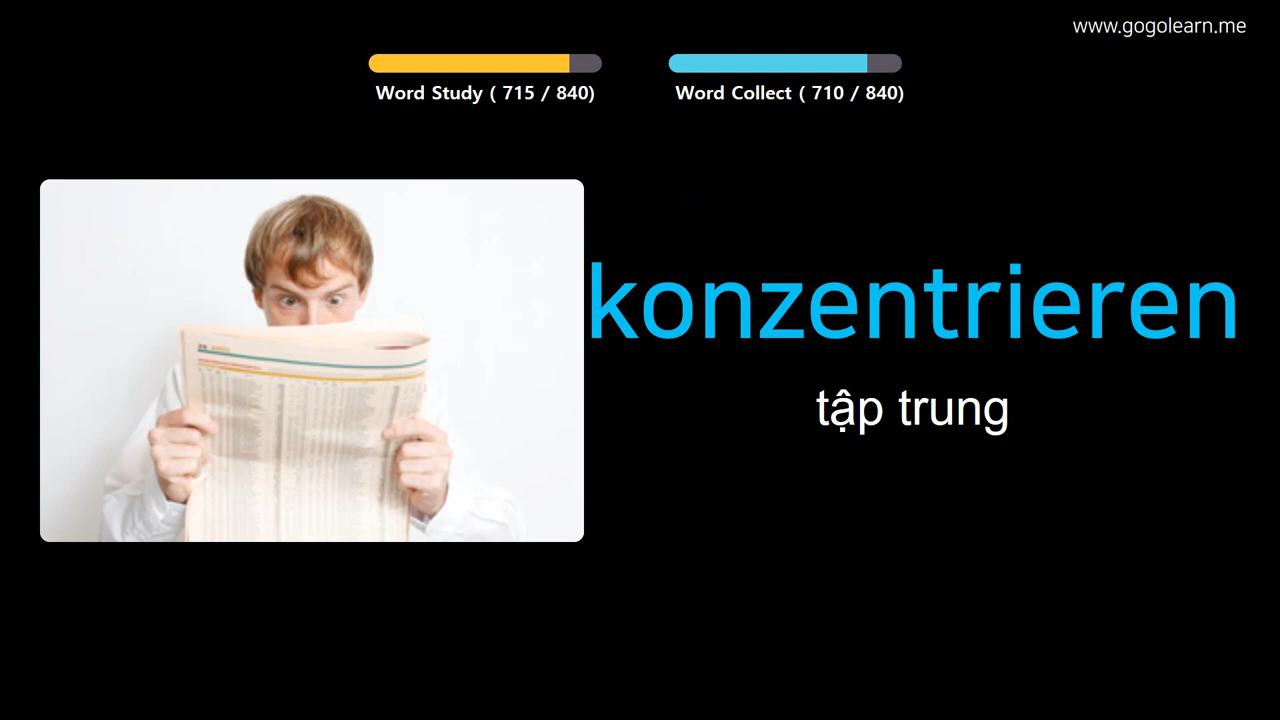 www.gogolearn.me
Word Study ( 715 / 840)
Word Collect ( 710 / 840)
konzentrieren
tập trung